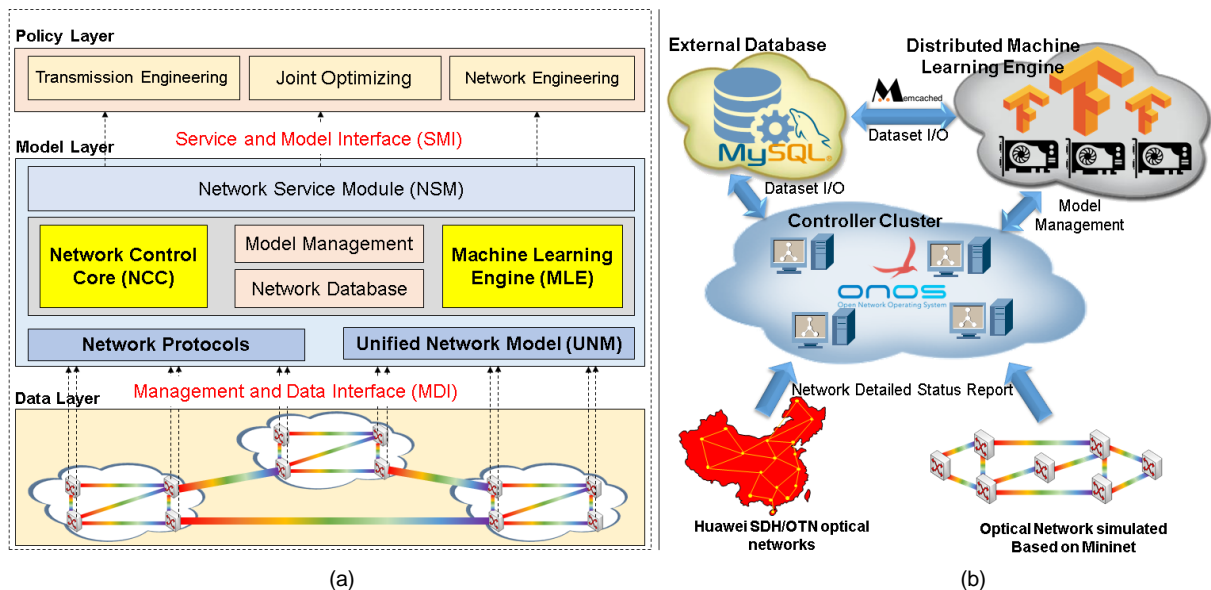 Policy Layer
Transmission Engineering
Joint Optimizing
Network Engineering
Service and Model Interface (SMI)
Model Layer
Network Service Module (NSM)
Network Control
Core (NCC)
Model Management
Network Database
Machine Learning
Engine (MLE)
Network Protocols
Unified Network Model (UNM)
Management and Data Interface (MDI)
Data Layer
(a)
External Database
Distributed Machine
Learning Engine
MySQL
Memcached
Dataset I/O
Dataset I/O
Model
Management
Controller Cluster
onos
Open Network Operating System
Network Detailed Status Report
Huawei SDH/OTN optical
networks
Optical Network simulated
Based on Mininet
(b)